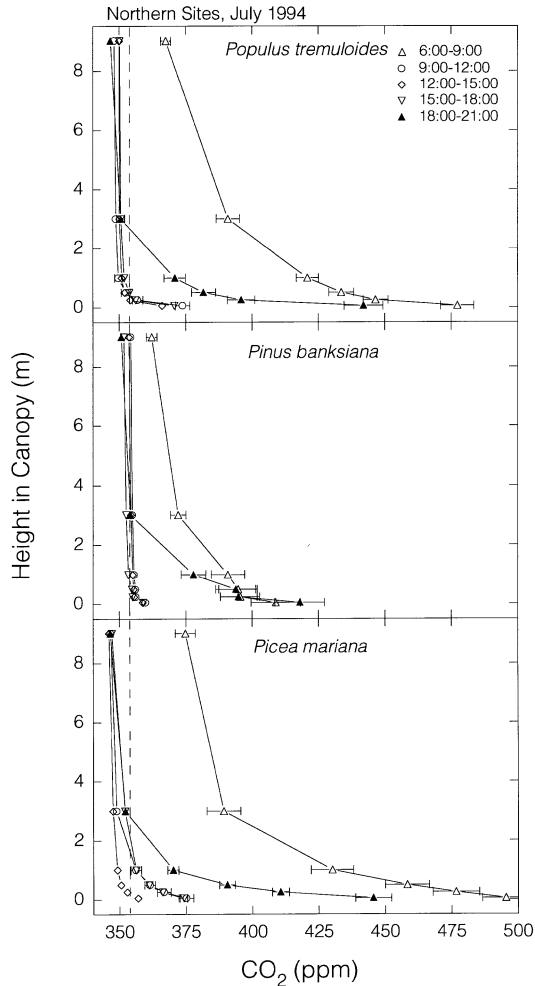 Northern Sites, July 1994
Populus tremuloides
6:00-9:00
9:00-12:00
12:00-15:00
15:00-18:00
18:00-21:00
8
6
4
2
0
Pinus banksiana
8
6
4
2
0
Height in Canopy (m)
Picea mariana
8
6
4
2
0
350 375 400 425 450 475 500
CO₂ (ppm)